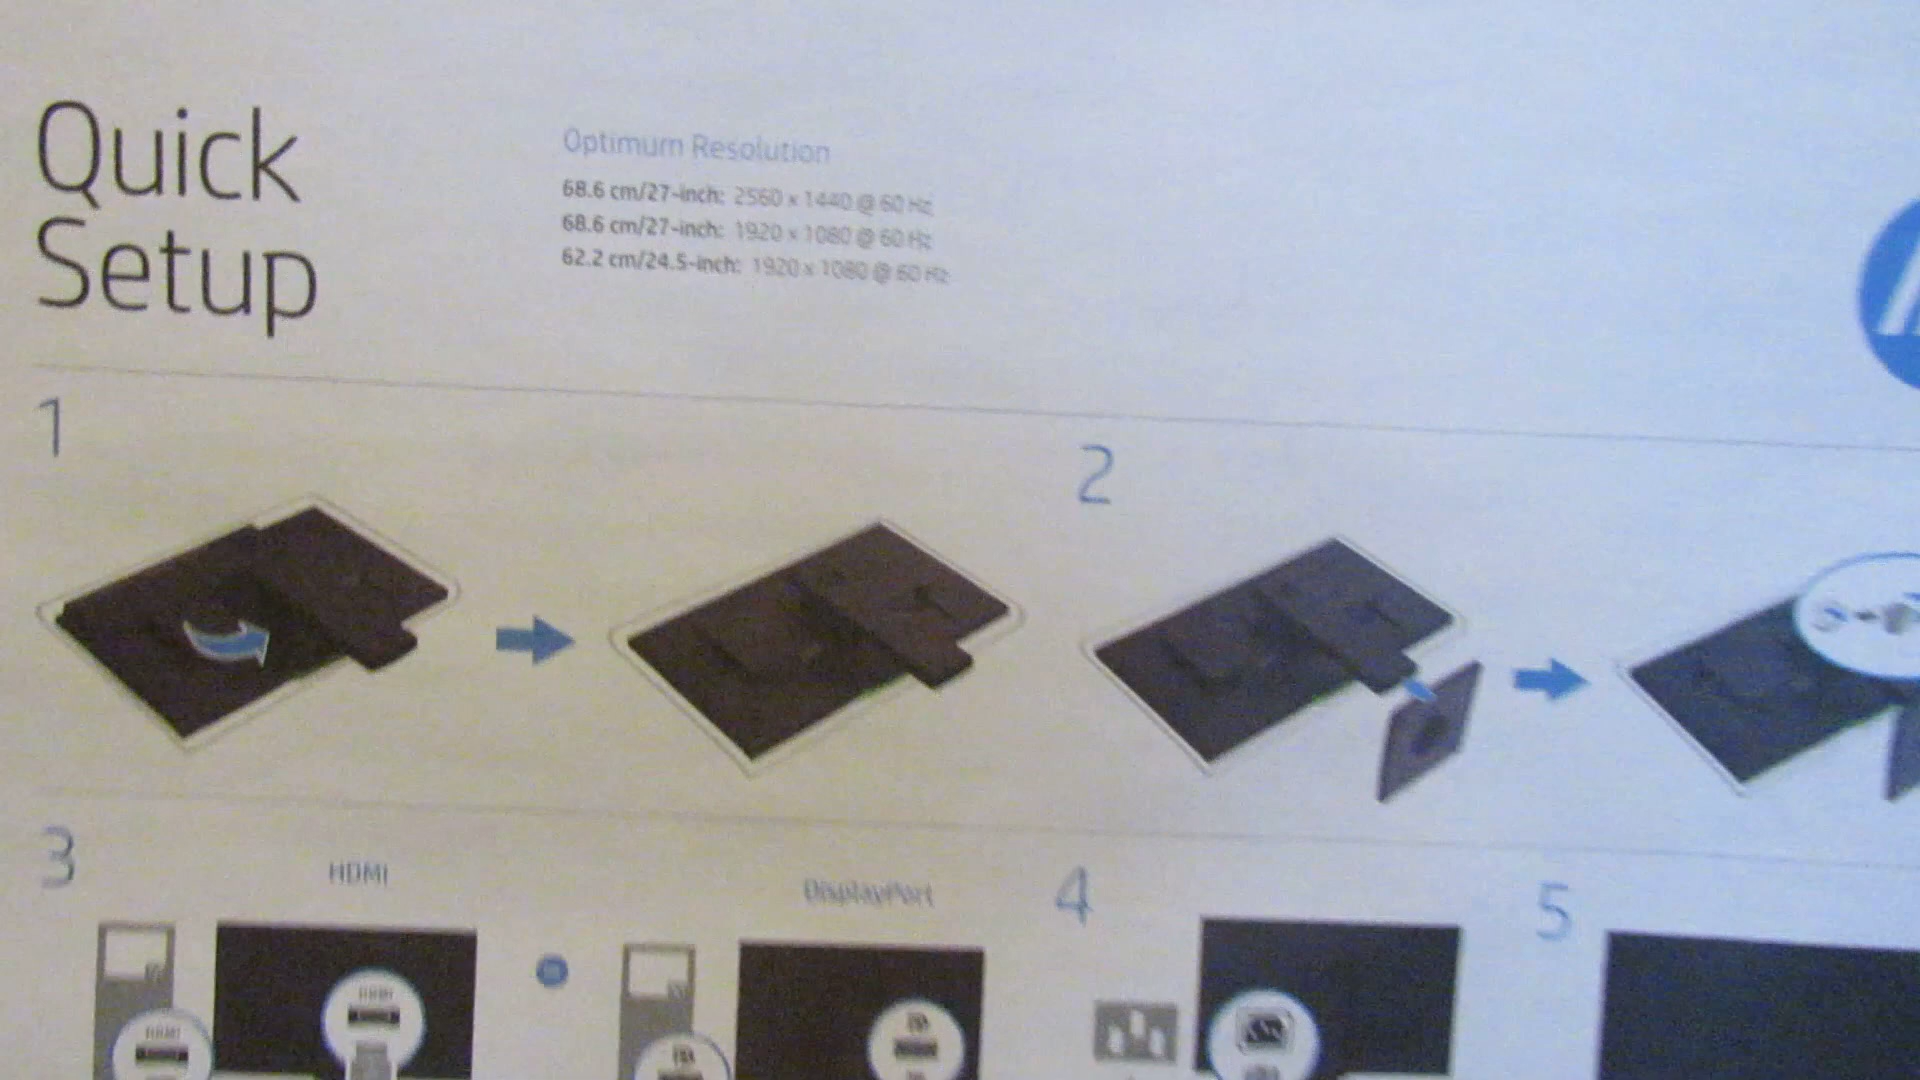 Quick
Setup
Optimum Resolution
68.6 cm/27-inch: 2560 x 1440 @ 60 Hz
68.6 cm/27-inch: 1920 x 1080 @ 60 Hz
62.2 cm/24.5-inch: 1920 x 1080 @ 60 Hz
1
2
3
HDMI
DisplayPort
4
5
HDMI
HDMI